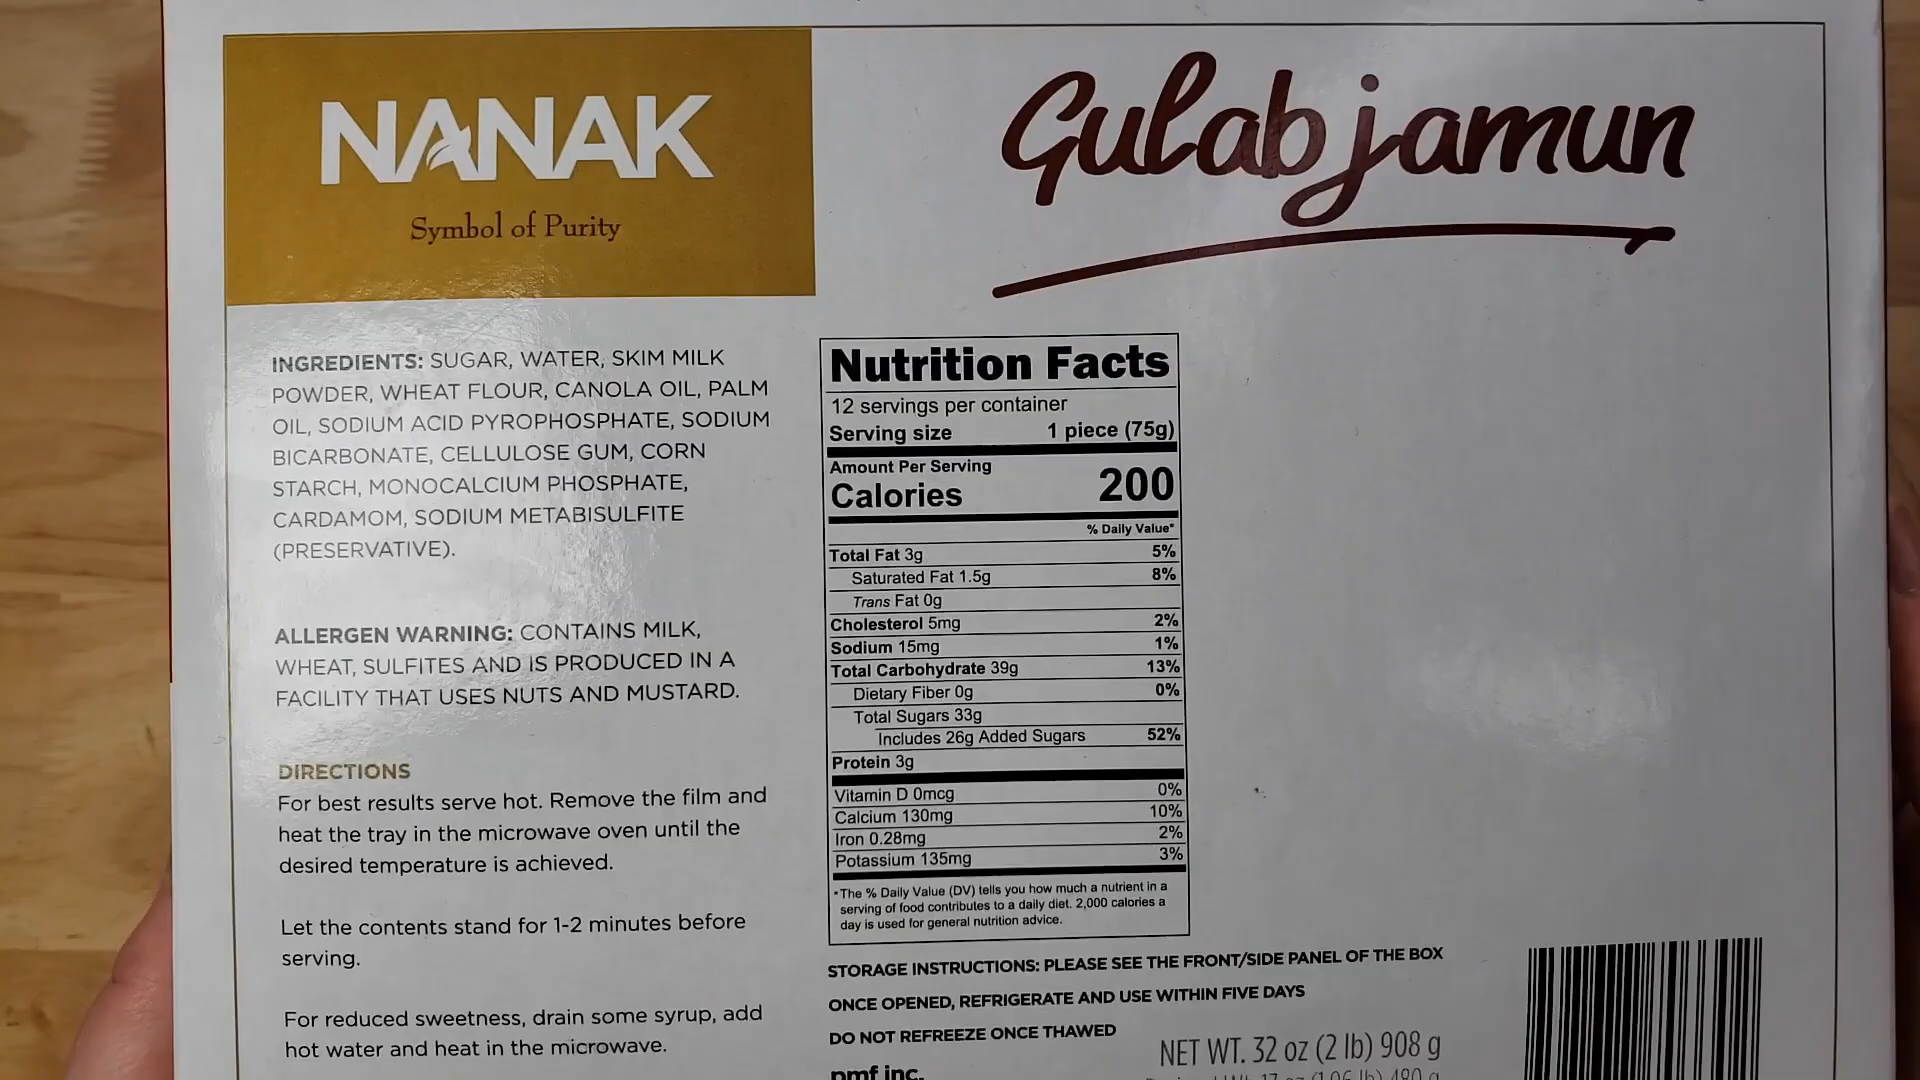 NANAK
Symbol of Purity
Gulab jamun
INGREDIENTS: SUGAR, WATER, SKIM MILK
POWDER, WHEAT FLOUR, CANOLA OIL, PALM
OIL, SODIUM ACID PYROPHOSPHATE, SODIUM
BICARBONATE, CELLULOSE GUM, CORN
STARCH, MONOCALCIUM PHOSPHATE,
CARDAMOM, SODIUM METABISULFITE
(PRESERVATIVE).
ALLERGEN WARNING: CONTAINS MILK,
WHEAT, SULFITES AND IS PRODUCED IN A
FACILITY THAT USES NUTS AND MUSTARD.
DIRECTIONS
For best results serve hot. Remove the film and
heat the tray in the microwave oven until the
desired temperature is achieved.
Let the contents stand for 1-2 minutes before
serving.
For reduced sweetness, drain some syrup, add
hot water and heat in the microwave.
Nutrition Facts
12 servings per container
Serving size 1 piece (75g)
Amount Per Serving
Calories 200
% Daily Value*
Total Fat 3g 5%
Saturated Fat 1.5g 8%
Trans Fat 0g
Cholesterol 5mg 2%
Sodium 15mg 1%
Total Carbohydrate 39g 13%
Dietary Fiber 0g 0%
Total Sugars 33g
Includes 26g Added Sugars 52%
Protein 3g
Vitamin D 0mcg 0%
Calcium 130mg 10%
Iron 0.28mg 2%
Potassium 135mg 3%
*The % Daily Value (DV) tells you how much a nutrient in a
serving of food contributes to a daily diet. 2,000 calories a
day is used for general nutrition advice.
STORAGE INSTRUCTIONS: PLEASE SEE THE FRONT/SIDE PANEL OF THE BOX
ONCE OPENED, REFRIGERATE AND USE WITHIN FIVE DAYS
DO NOT REFREEZE ONCE THAWED
pmf inc.
NET WT. 32 oz (2 lb) 908 g